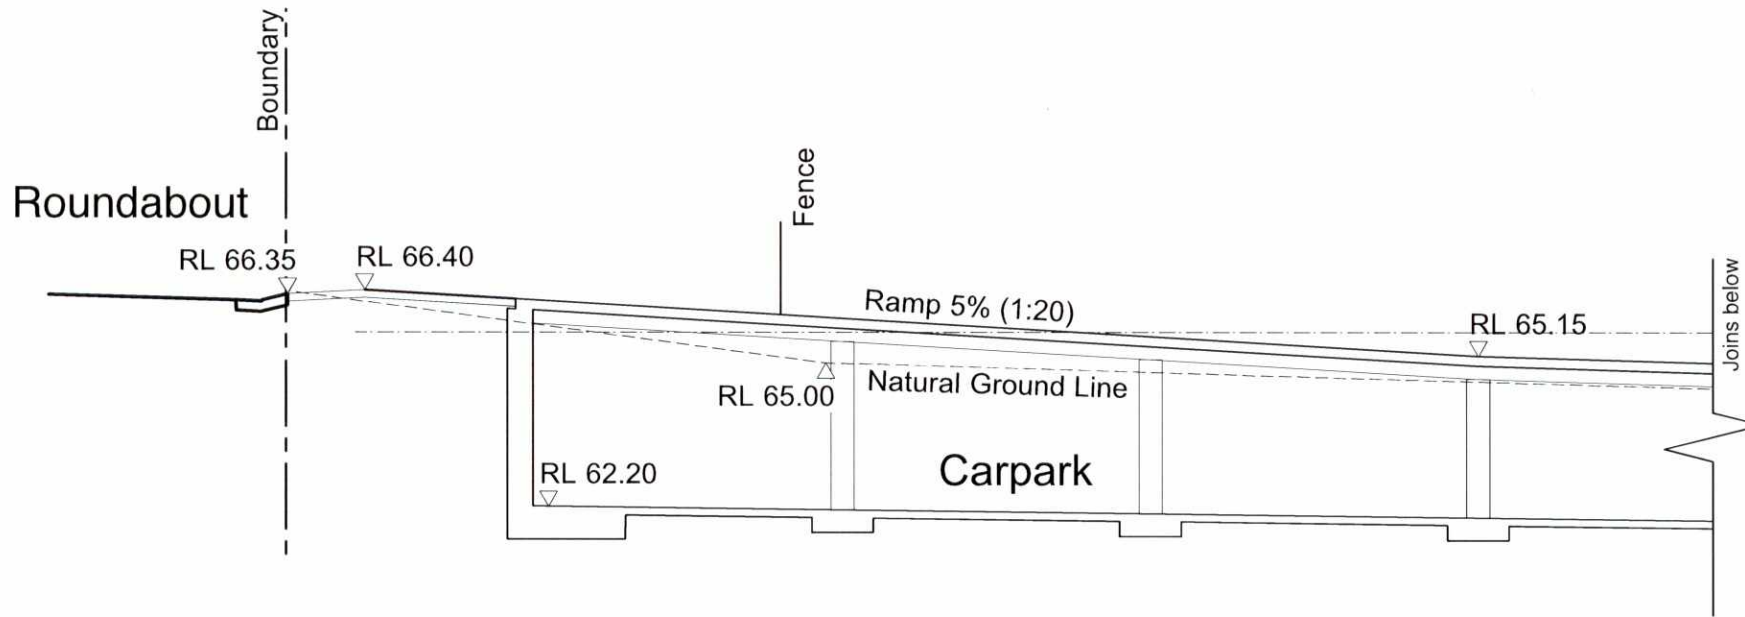 Boundary
Roundabout
RL 66.35
RL 66.40
Fence
Ramp 5% (1:20)
RL 65.15
Joins below
RL 65.00
Natural Ground Line
RL 62.20
Carpark